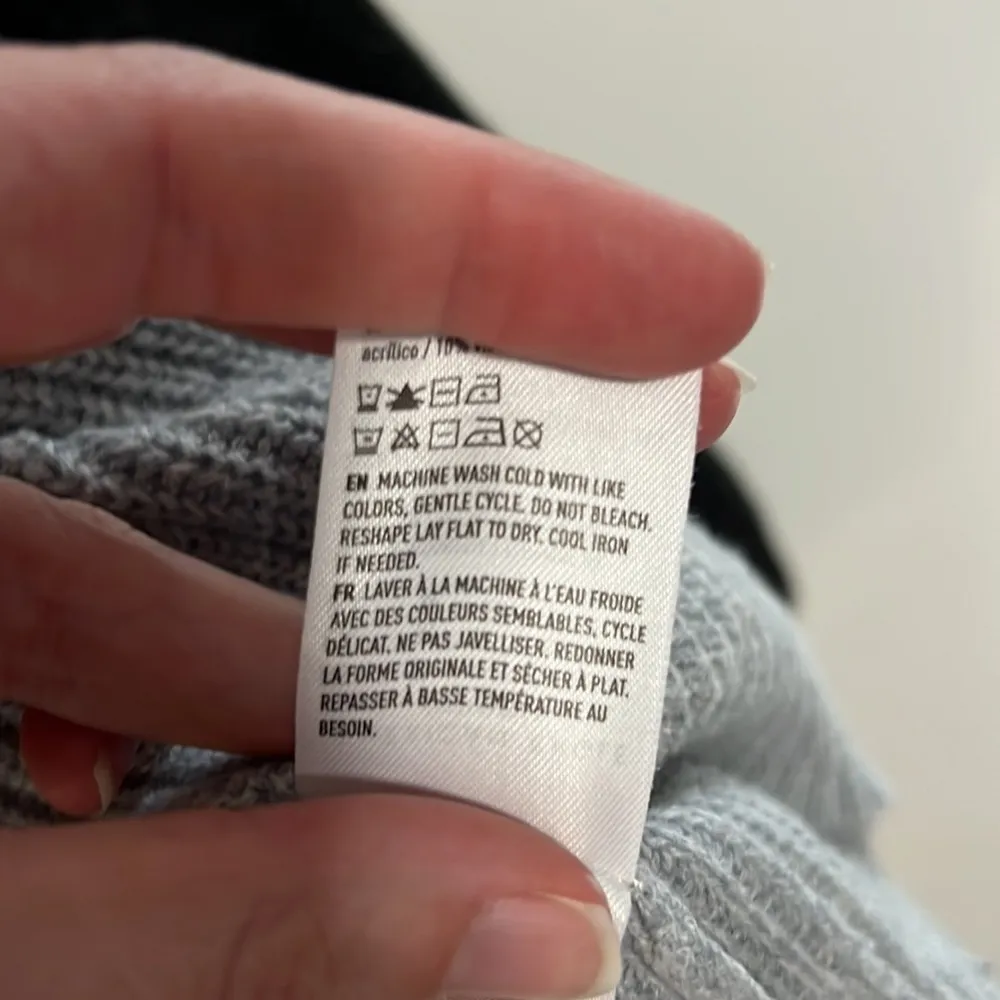 acrílico / 10%
EN MACHINE WASH COLD WITH LIKE
COLORS, GENTLE CYCLE. DO NOT BLEACH.
RESHAPE LAY FLAT TO DRY. COOL IRON
IF NEEDED.
FR LAVER À LA MACHINE À L'EAU FROIDE
AVEC DES COULEURS SEMBLABLES, CYCLE
DÉLICAT. NE PAS JAVELLISER. REDONNER
LA FORME ORIGINALE ET SÉCHER À PLAT.
REPASSER À BASSE TEMPÉRATURE AU
BESOIN.